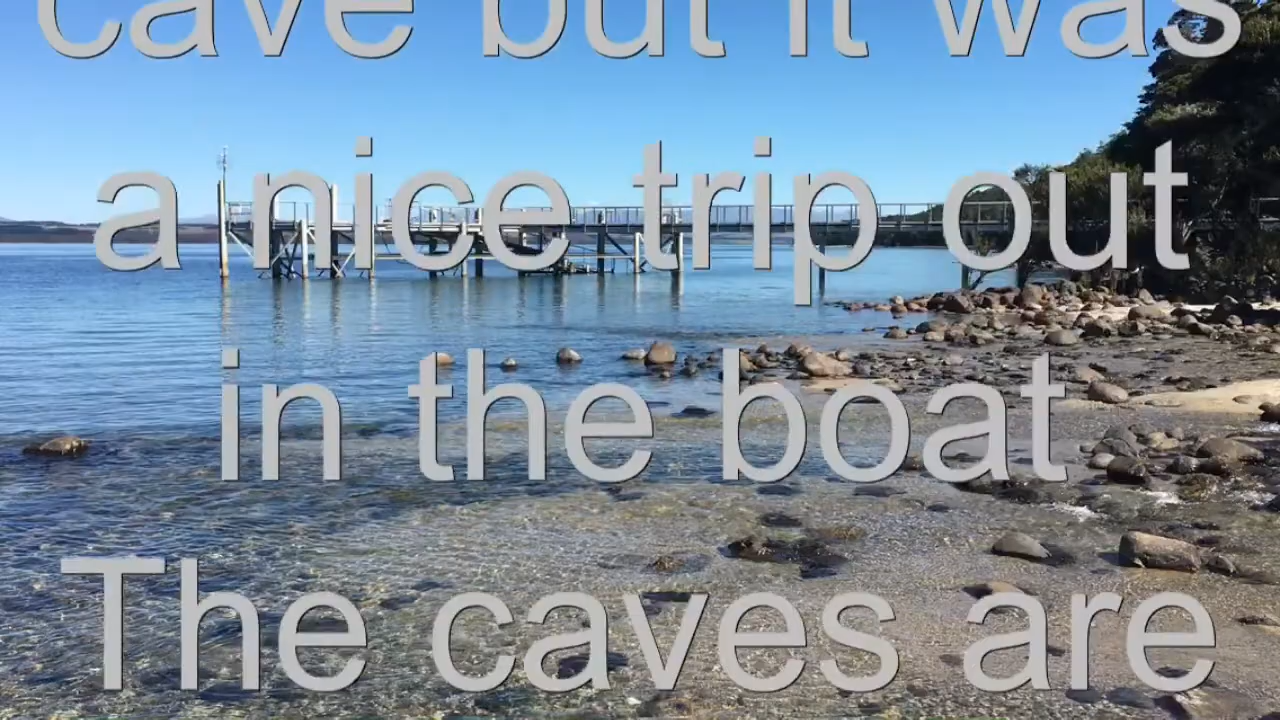 cave but it was
a nice trip out
in the boat
The caves are